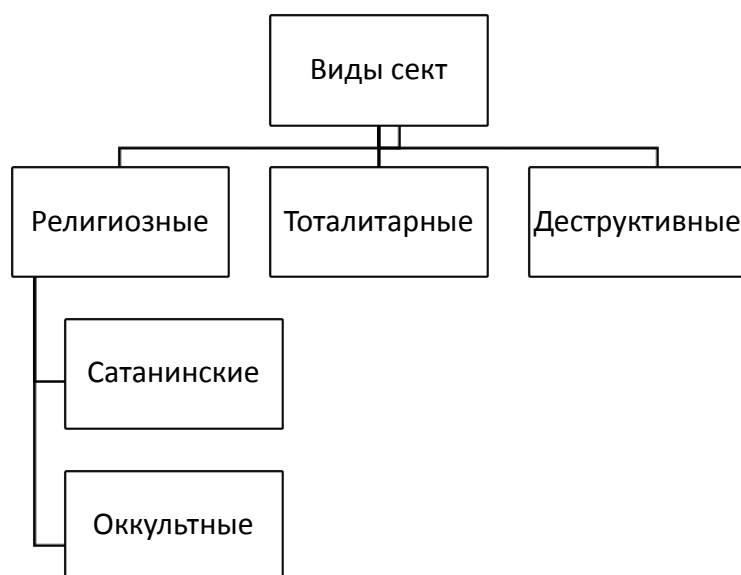 Виды сект
Религиозные
Тоталитарные
Деструктивные
Сатанинские
Оккультные